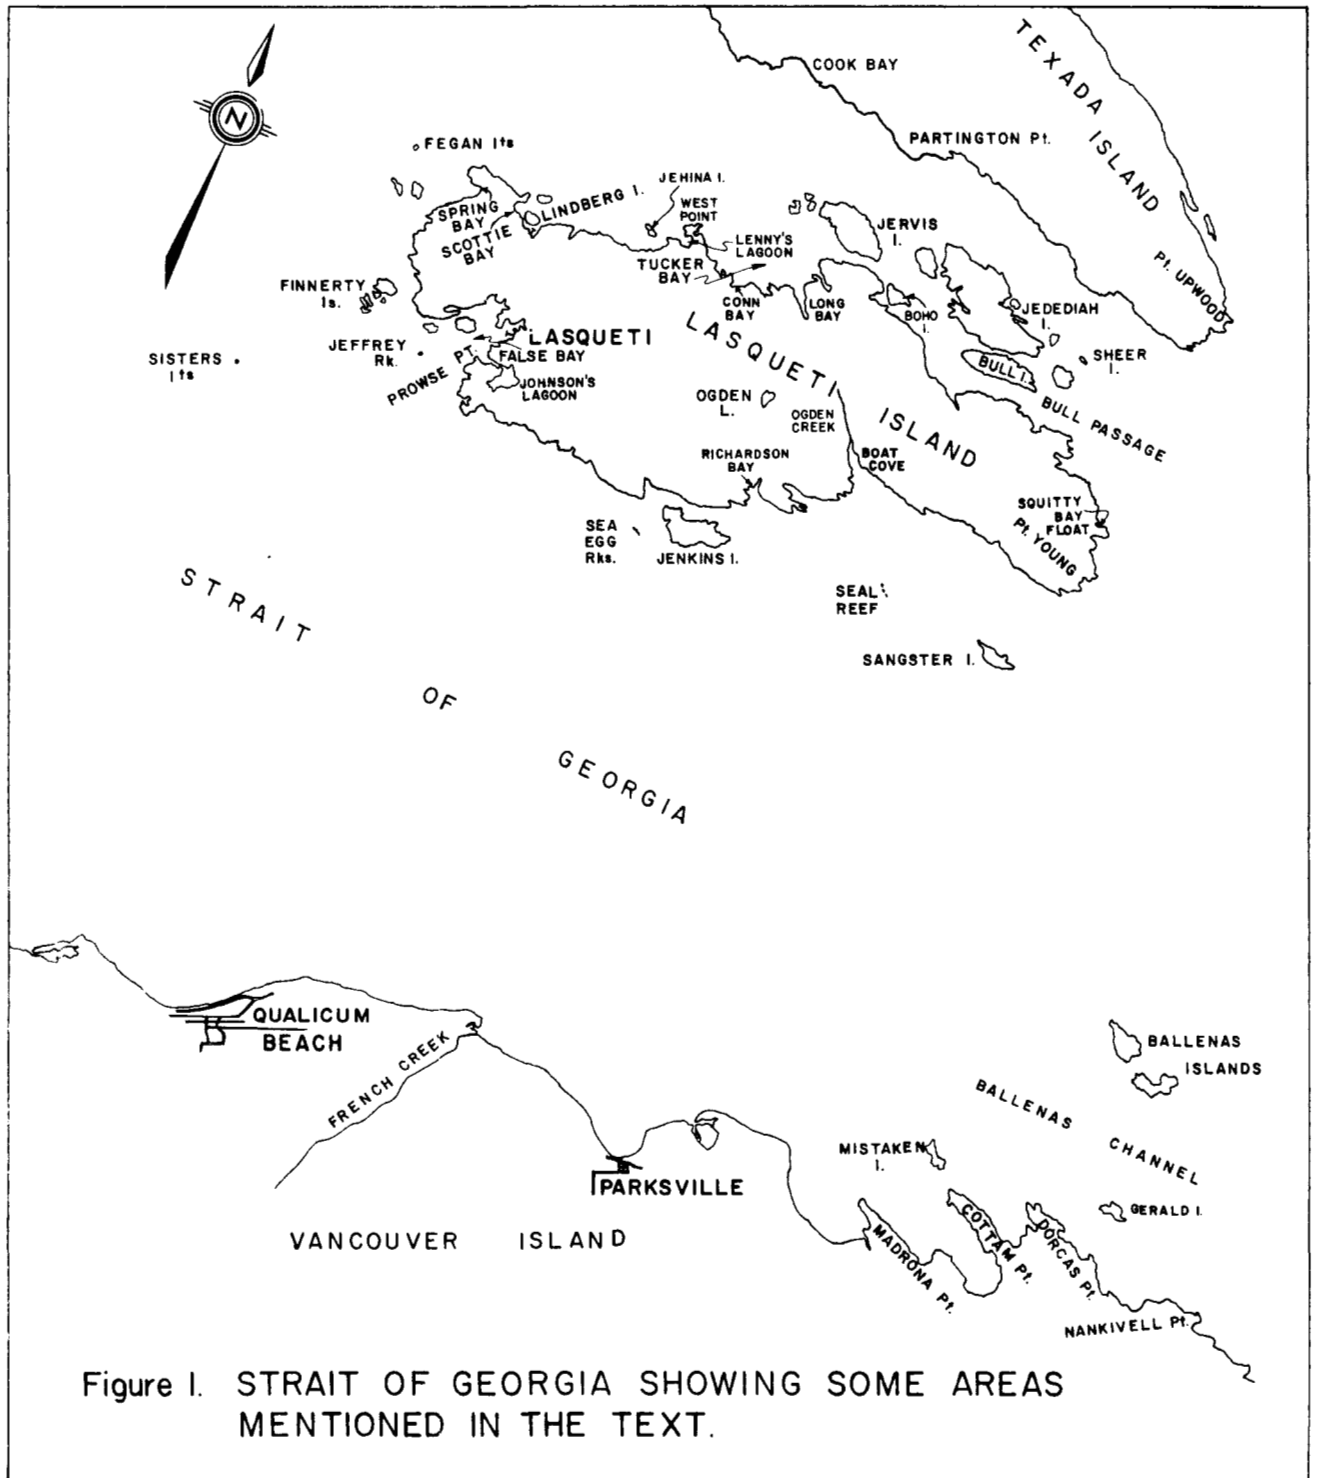 TEXADA ISLAND
COOK BAY
PARTINGTON Pt.
N
FEGAN Its
JEHINA I.
SPRING
BAY
LINDBERG I.
SCOTTIE
BAY
WEST
POINT
JERVIS
I.
LENNY'S
LAGOON
TUCKER
BAY
Pt. UPWOOD
FINNERTY
Is.
CONN
BAY
LONG
BAY
BOHO
I.
JEDEDIAH
I.
JEFFREY
Rk.
LASQUETI
FALSE BAY
PROWSE PT.
LASQUETI
ISLAND
SISTERS
Its
BULL I.
SHEER
I.
JOHNSON'S
LAGOON
OGDEN
L.
OGDEN
CREEK
BULL PASSAGE
RICHARDSON
BAY
BOAT
COVE
SQUITTY
BAY
FLOAT
Pt. YOUNG
SEA
EGG
Rks.
JENKINS I.
SEAL
REEF
SANGSTER I.
STRAIT
OF
GEORGIA
QUALICUM
BEACH
FRENCH CREEK
BALLENAS
ISLANDS
BALLENAS
CHANNEL
MISTAKEN
I.
PARKSVILLE
GERALD I.
VANCOUVER ISLAND
MADRONA Pt.
COTTAM Pt.
DORCAS Pt.
NANKIVELL Pt.
Figure I. STRAIT OF GEORGIA SHOWING SOME AREAS
MENTIONED IN THE TEXT.